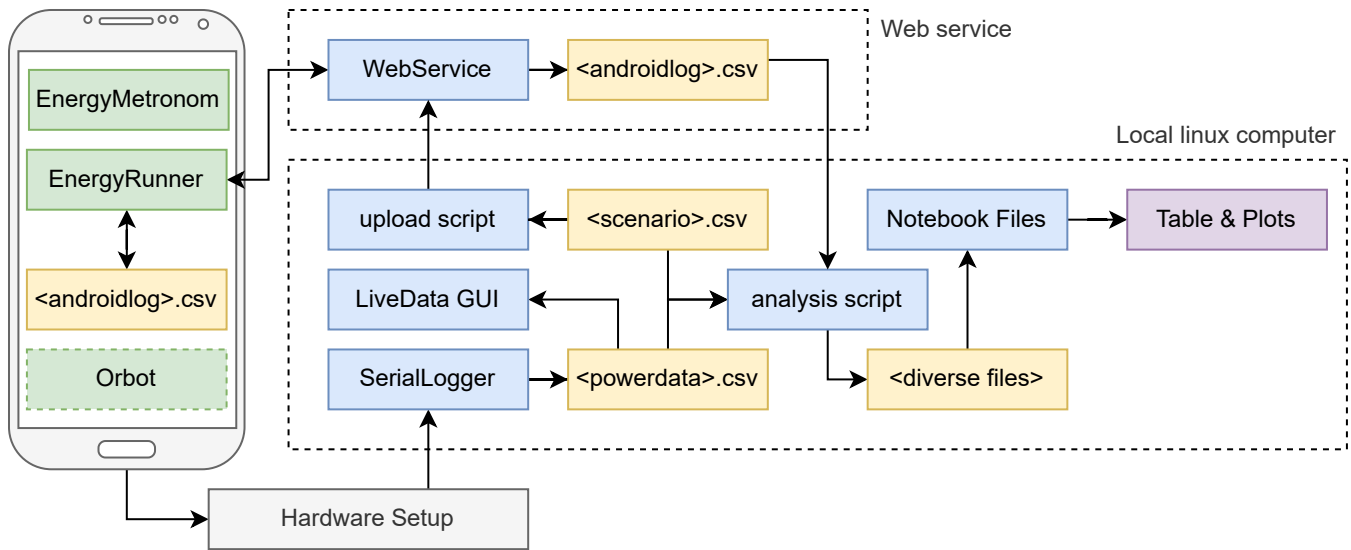 EnergyMetronom
EnergyRunner
<androidlog>.csv
Orbot
Hardware Setup
Web service
WebService
<androidlog>.csv
Local linux computer
upload script
<scenario>.csv
Notebook Files
Table & Plots
LiveData GUI
analysis script
SerialLogger
<powerdata>.csv
<diverse files>